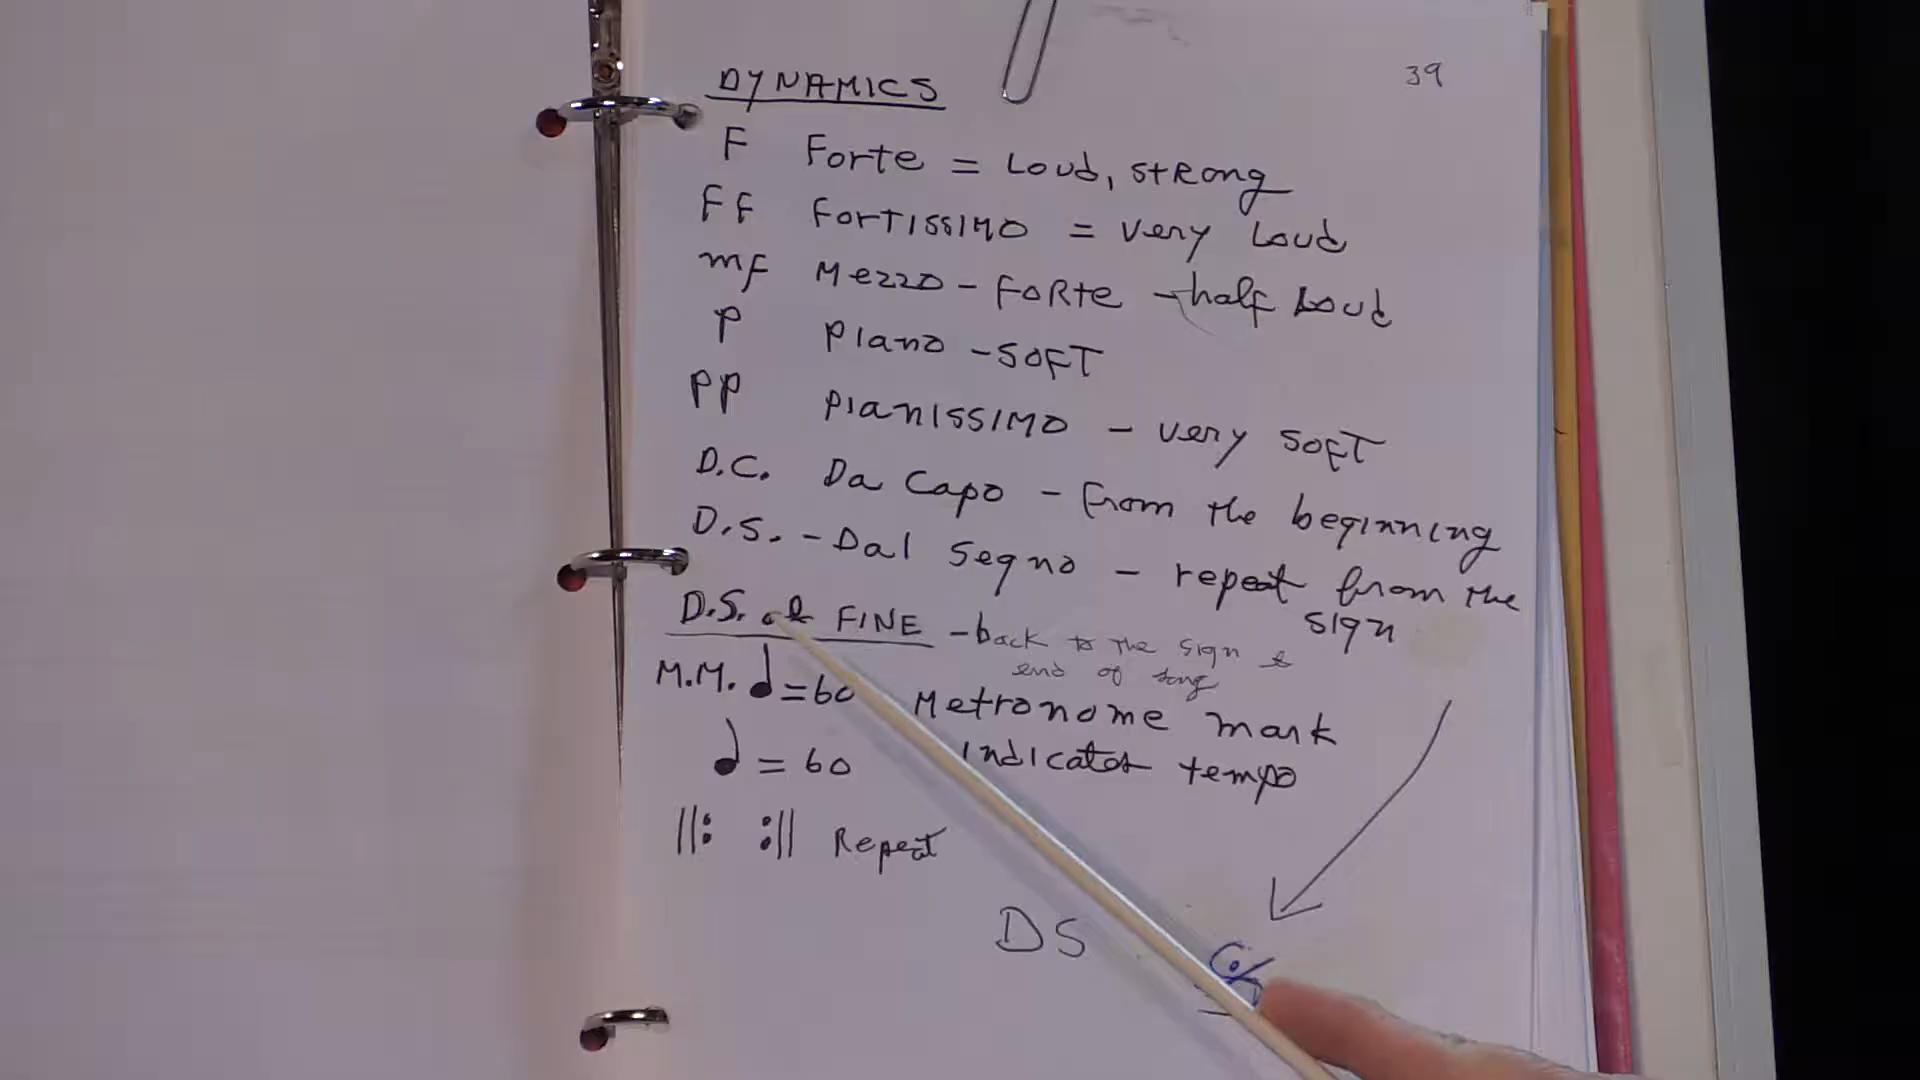 39
DYNAMICS
F Forte = Loud, strong
FF Fortissimo = very Loud
mf Mezzo-Forte - half Loud
P Piano - SOFT
PP Pianissimo - very SOFT
D.C. Da Capo - from the beginning
D.S. - Dal Segno - repeat from the
sign
D.S. al FINE - back to the sign &
end of song
M.M. ♩ = 60 Metronome mark
♩ = 60 indicates tempo
||: :|| Repeat
DS